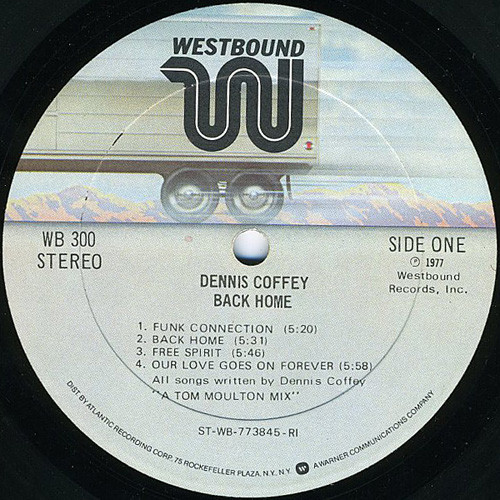 WESTBOUND
WB 300
STEREO
SIDE ONE
℗ 1977
Westbound
Records, Inc.
DENNIS COFFEY
BACK HOME
1. FUNK CONNECTION (5:20)
2. BACK HOME (5:31)
3. FREE SPIRIT (5:46)
4. OUR LOVE GOES ON FOREVER (5:58)
All songs written by Dennis Coffey
"A TOM MOULTON MIX"
ST-WB-773845-RI
DIST BY ATLANTIC RECORDING CORP. 75 ROCKEFELLER PLAZA, N.Y. N.Y. A WARNER COMMUNICATIONS COMPANY